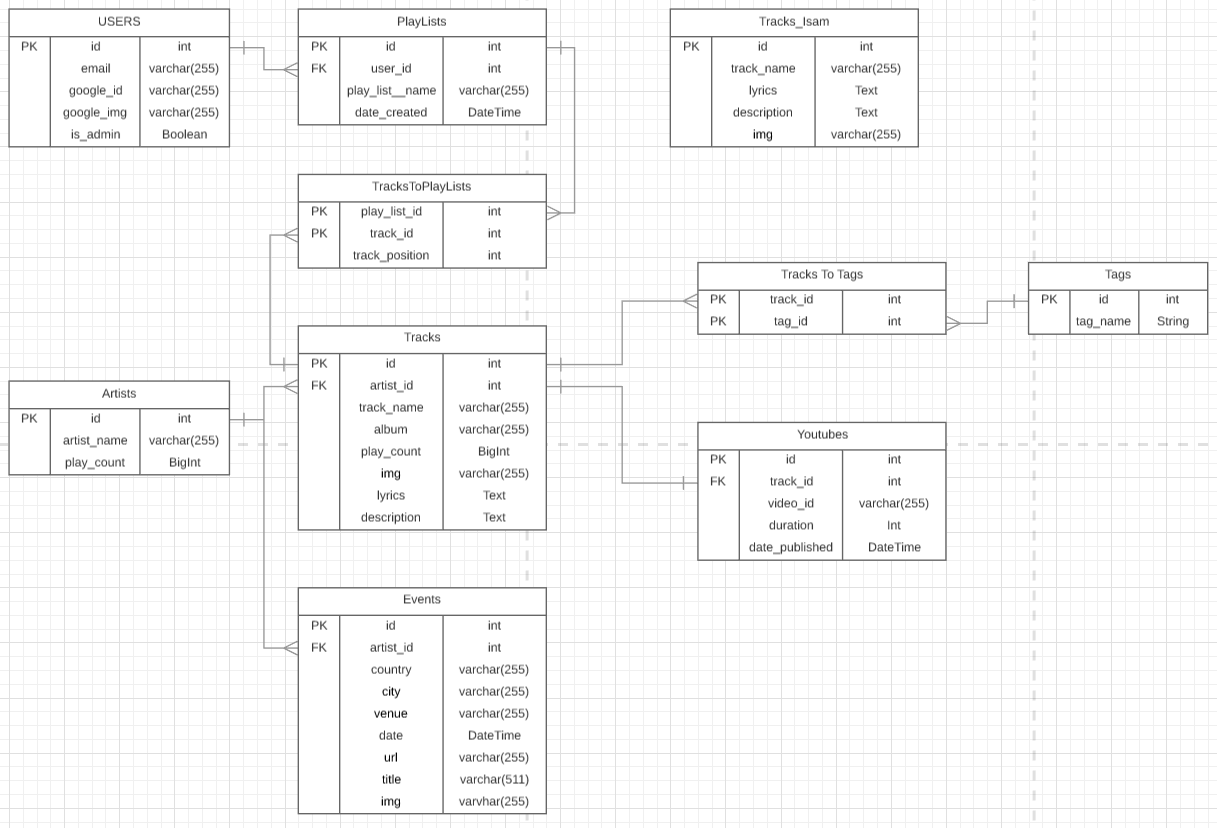 USERS
PK id int
email varchar(255)
google_id varchar(255)
google_img varchar(255)
is_admin Boolean
PlayLists
PK id int
FK user_id int
play_list__name varchar(255)
date_created DateTime
Tracks_Isam
PK id int
track_name varchar(255)
lyrics Text
description Text
img varchar(255)
TracksToPlayLists
PK play_list_id int
PK track_id int
track_position int
Tracks To Tags
PK track_id int
PK tag_id int
Tags
PK id int
tag_name String
Tracks
PK id int
FK artist_id int
track_name varchar(255)
album varchar(255)
play_count BigInt
img varchar(255)
lyrics Text
description Text
Artists
PK id int
artist_name varchar(255)
play_count BigInt
Youtubes
PK id int
FK track_id int
video_id varchar(255)
duration Int
date_published DateTime
Events
PK id int
FK artist_id int
country varchar(255)
city varchar(255)
venue varchar(255)
date DateTime
url varchar(255)
title varchar(511)
img varvhar(255)